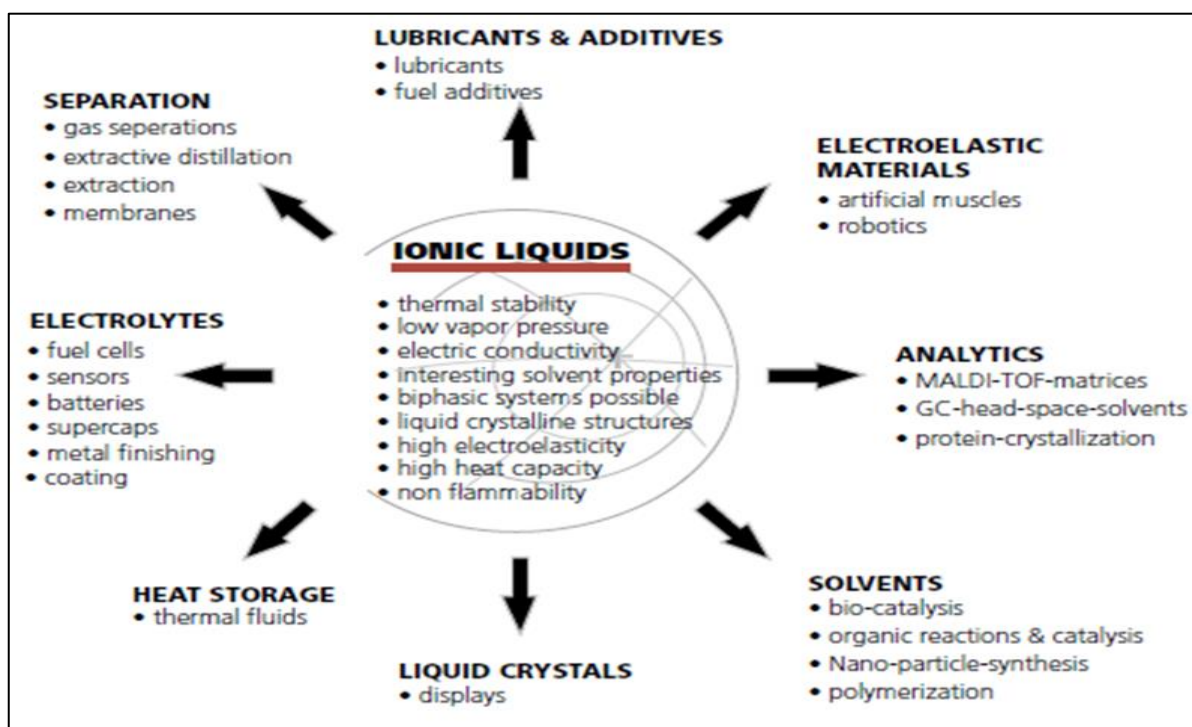 LUBRICANTS & ADDITIVES
• lubricants
• fuel additives
SEPARATION
• gas seperations
• extractive distillation
• extraction
• membranes
ELECTROELASTIC
MATERIALS
• artificial muscles
• robotics
IONIC LIQUIDS
• thermal stability
• low vapor pressure
• electric conductivity
• interesting solvent properties
• biphasic systems possible
• liquid crystalline structures
• high electroelasticity
• high heat capacity
• non flammability
ELECTROLYTES
• fuel cells
• sensors
• batteries
• supercaps
• metal finishing
• coating
ANALYTICS
• MALDI-TOF-matrices
• GC-head-space-solvents
• protein-crystallization
HEAT STORAGE
• thermal fluids
LIQUID CRYSTALS
• displays
SOLVENTS
• bio-catalysis
• organic reactions & catalysis
• Nano-particle-synthesis
• polymerization